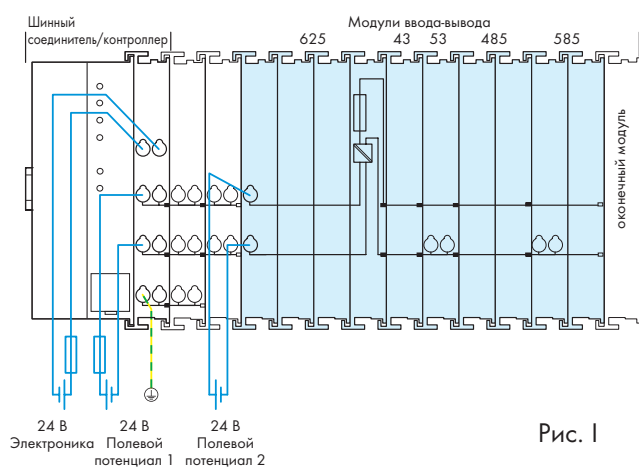 Шинный
соединитель/контроллер
Модули ввода-вывода
625 43 53 485 585
оконечный модуль
24 В
Электроника
24 В
Полевой
потенциал 1
24 В
Полевой
потенциал 2
Рис. I